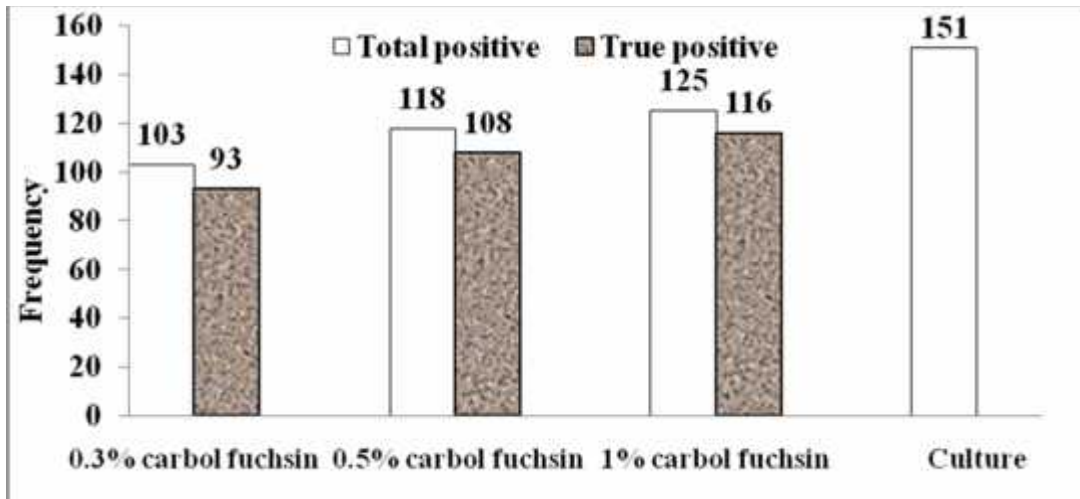 160
Total positive
True positive
151
140
125
118
116
120
108
103
93
100
80
60
40
20
0
Frequency
0.3% carbol fuchsin
0.5% carbol fuchsin
1% carbol fuchsin
Culture